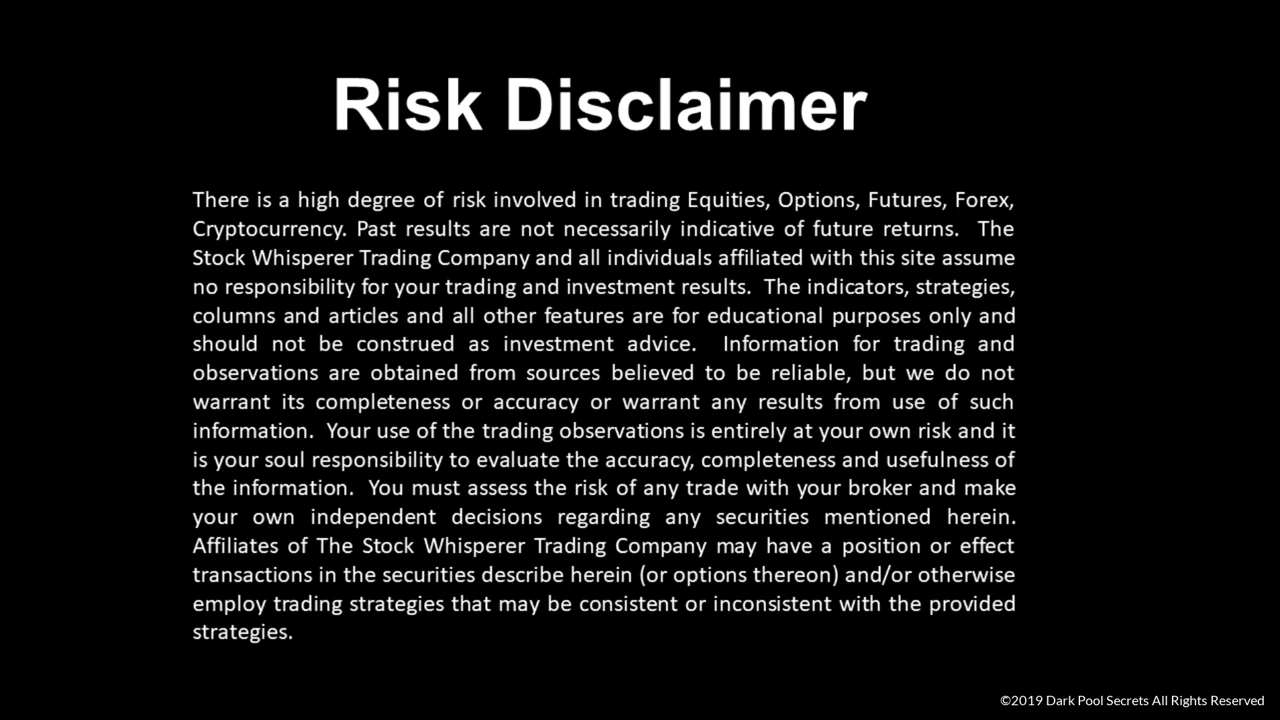 Risk Disclaimer
There is a high degree of risk involved in trading Equities, Options, Futures, Forex,
Cryptocurrency. Past results are not necessarily indicative of future returns. The
Stock Whisperer Trading Company and all individuals affiliated with this site assume
no responsibility for your trading and investment results. The indicators, strategies,
columns and articles and all other features are for educational purposes only and
should not be construed as investment advice. Information for trading and
observations are obtained from sources believed to be reliable, but we do not
warrant its completeness or accuracy or warrant any results from use of such
information. Your use of the trading observations is entirely at your own risk and it
is your soul responsibility to evaluate the accuracy, completeness and usefulness of
the information. You must assess the risk of any trade with your broker and make
your own independent decisions regarding any securities mentioned herein.
Affiliates of The Stock Whisperer Trading Company may have a position or effect
transactions in the securities describe herein (or options thereon) and/or otherwise
employ trading strategies that may be consistent or inconsistent with the provided
strategies.
©2019 Dark Pool Secrets All Rights Reserved